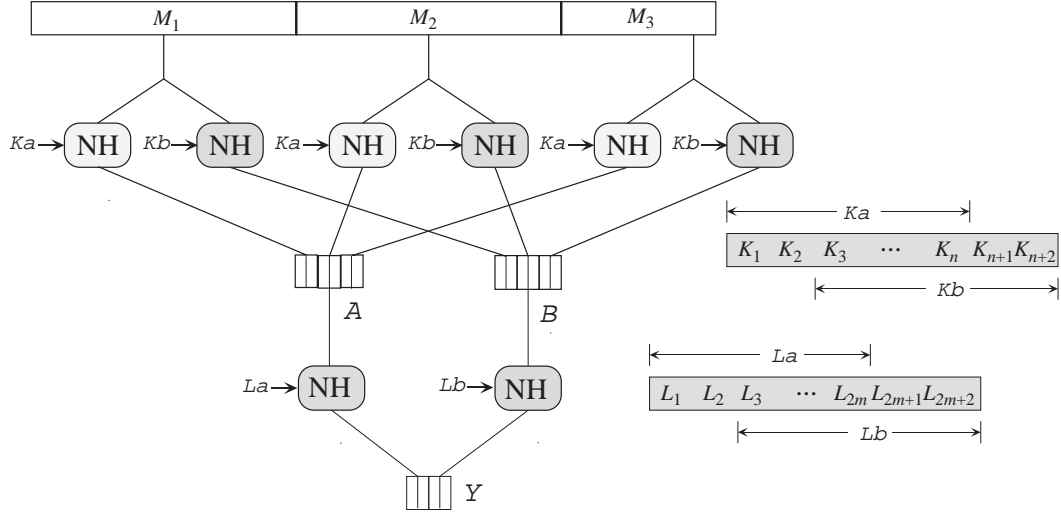 M1 M2 M3
Ka NH Kb NH Ka NH Kb NH Ka NH Kb NH
Ka
K1 K2 K3 ... Kn Kn+1 Kn+2
Kb
A B
La
La NH Lb NH
L1 L2 L3 ... L2m L2m+1 L2m+2
Lb
Y